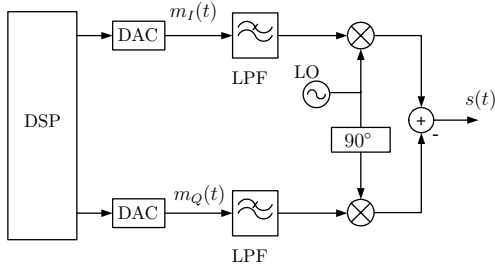 DSP
DAC
m_I(t)
LPF
LO
90°
+
-
s(t)
DAC
m_Q(t)
LPF